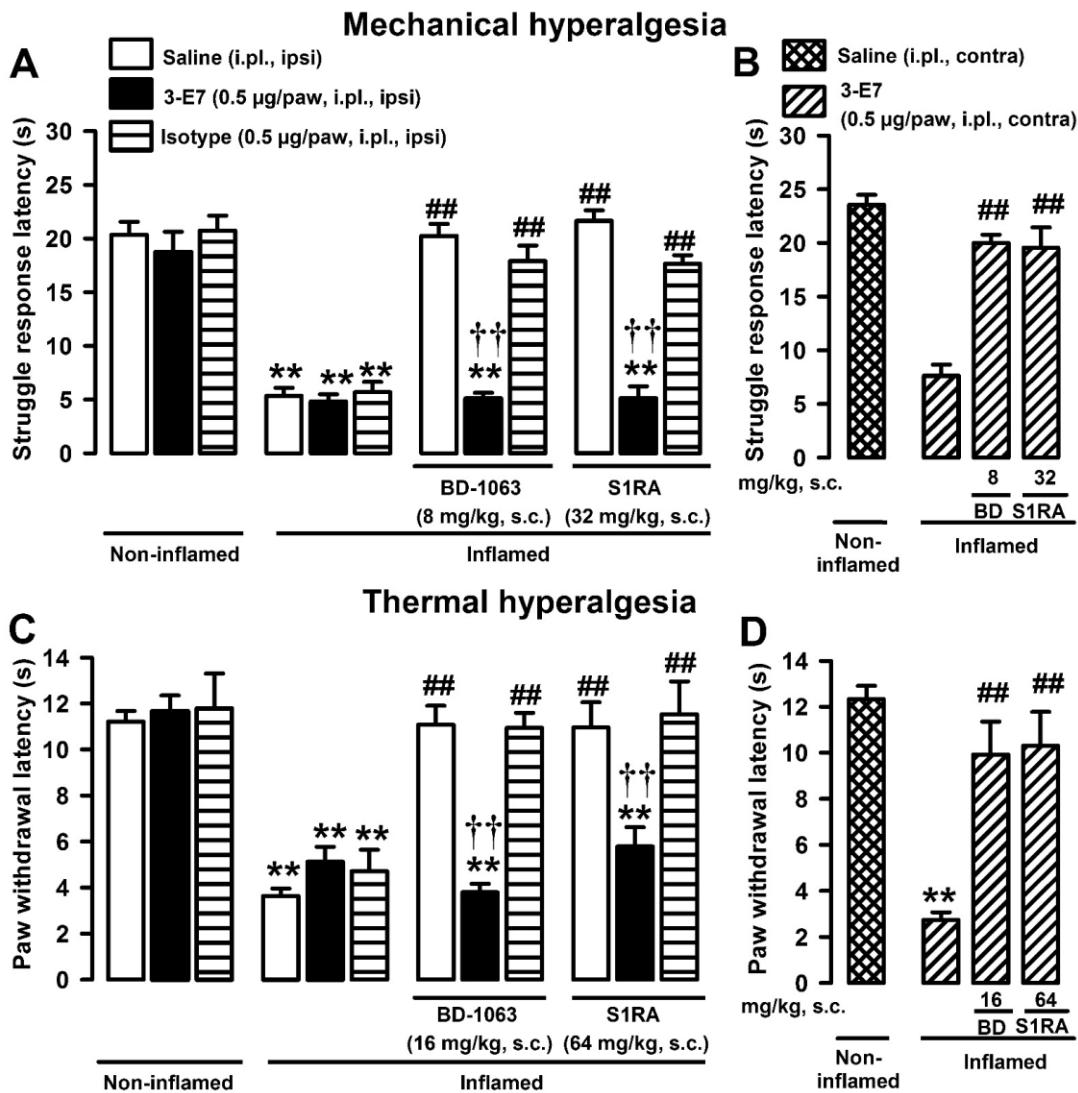 Mechanical hyperalgesia
A
Saline (i.pl., ipsi)
3-E7 (0.5 µg/paw, i.pl., ipsi)
Isotype (0.5 µg/paw, i.pl., ipsi)
Struggle response latency (s)
30
25
20
15
10
5
0
** ** **
##
††
**
##
##
††
**
##
BD-1063
(8 mg/kg, s.c.)
S1RA
(32 mg/kg, s.c.)
Non-inflamed
Inflamed
B
Saline (i.pl., contra)
3-E7
(0.5 µg/paw, i.pl., contra)
Struggle response latency (s)
30
25
20
15
10
5
0
## ##
mg/kg, s.c.
8 32
BD S1RA
Non-
inflamed
Inflamed
Thermal hyperalgesia
C
Paw withdrawal latency (s)
14
12
10
8
6
4
2
0
** ** **
##
††
**
##
##
††
**
##
BD-1063
(16 mg/kg, s.c.)
S1RA
(64 mg/kg, s.c.)
Non-inflamed
Inflamed
D
Paw withdrawal latency (s)
14
12
10
8
6
4
2
0
**
## ##
mg/kg, s.c.
16 64
BD S1RA
Non-
inflamed
Inflamed